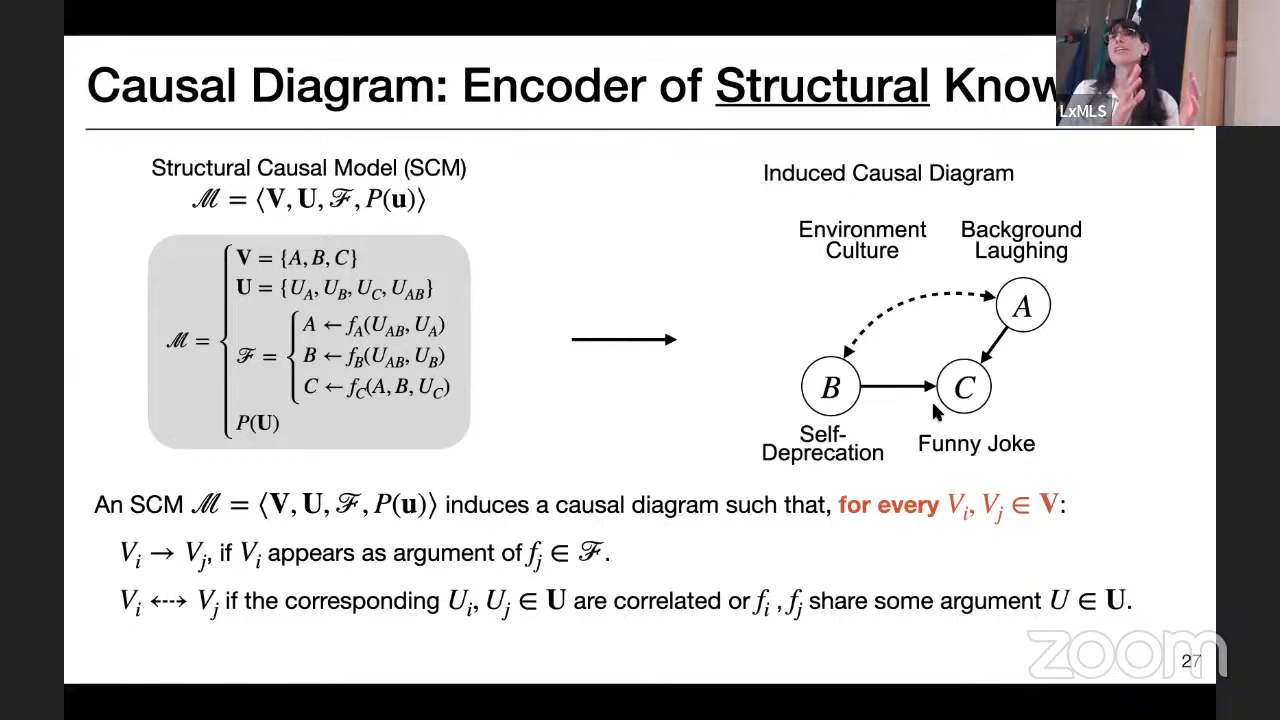 Causal Diagram: Encoder of Structural Know
LxMLS
Structural Causal Model (SCM)
ℳ = ⟨V, U, ℱ, P(u)⟩
Induced Causal Diagram
Environment
Culture
Background
Laughing
ℳ =
V = {A, B, C}
U = {U_A, U_B, U_C, U_AB}
ℱ =
A ← f_A(U_AB, U_A)
B ← f_B(U_AB, U_B)
C ← f_C(A, B, U_C)
P(U)
A
B
C
Self-
Deprecation
Funny Joke
An SCM ℳ = ⟨V, U, ℱ, P(u)⟩ induces a causal diagram such that, for every V_i, V_j ∈ V:
V_i → V_j, if V_i appears as argument of f_j ∈ ℱ.
V_i ⇠⇢ V_j if the corresponding U_i, U_j ∈ U are correlated or f_i , f_j share some argument U ∈ U.
zoom
27